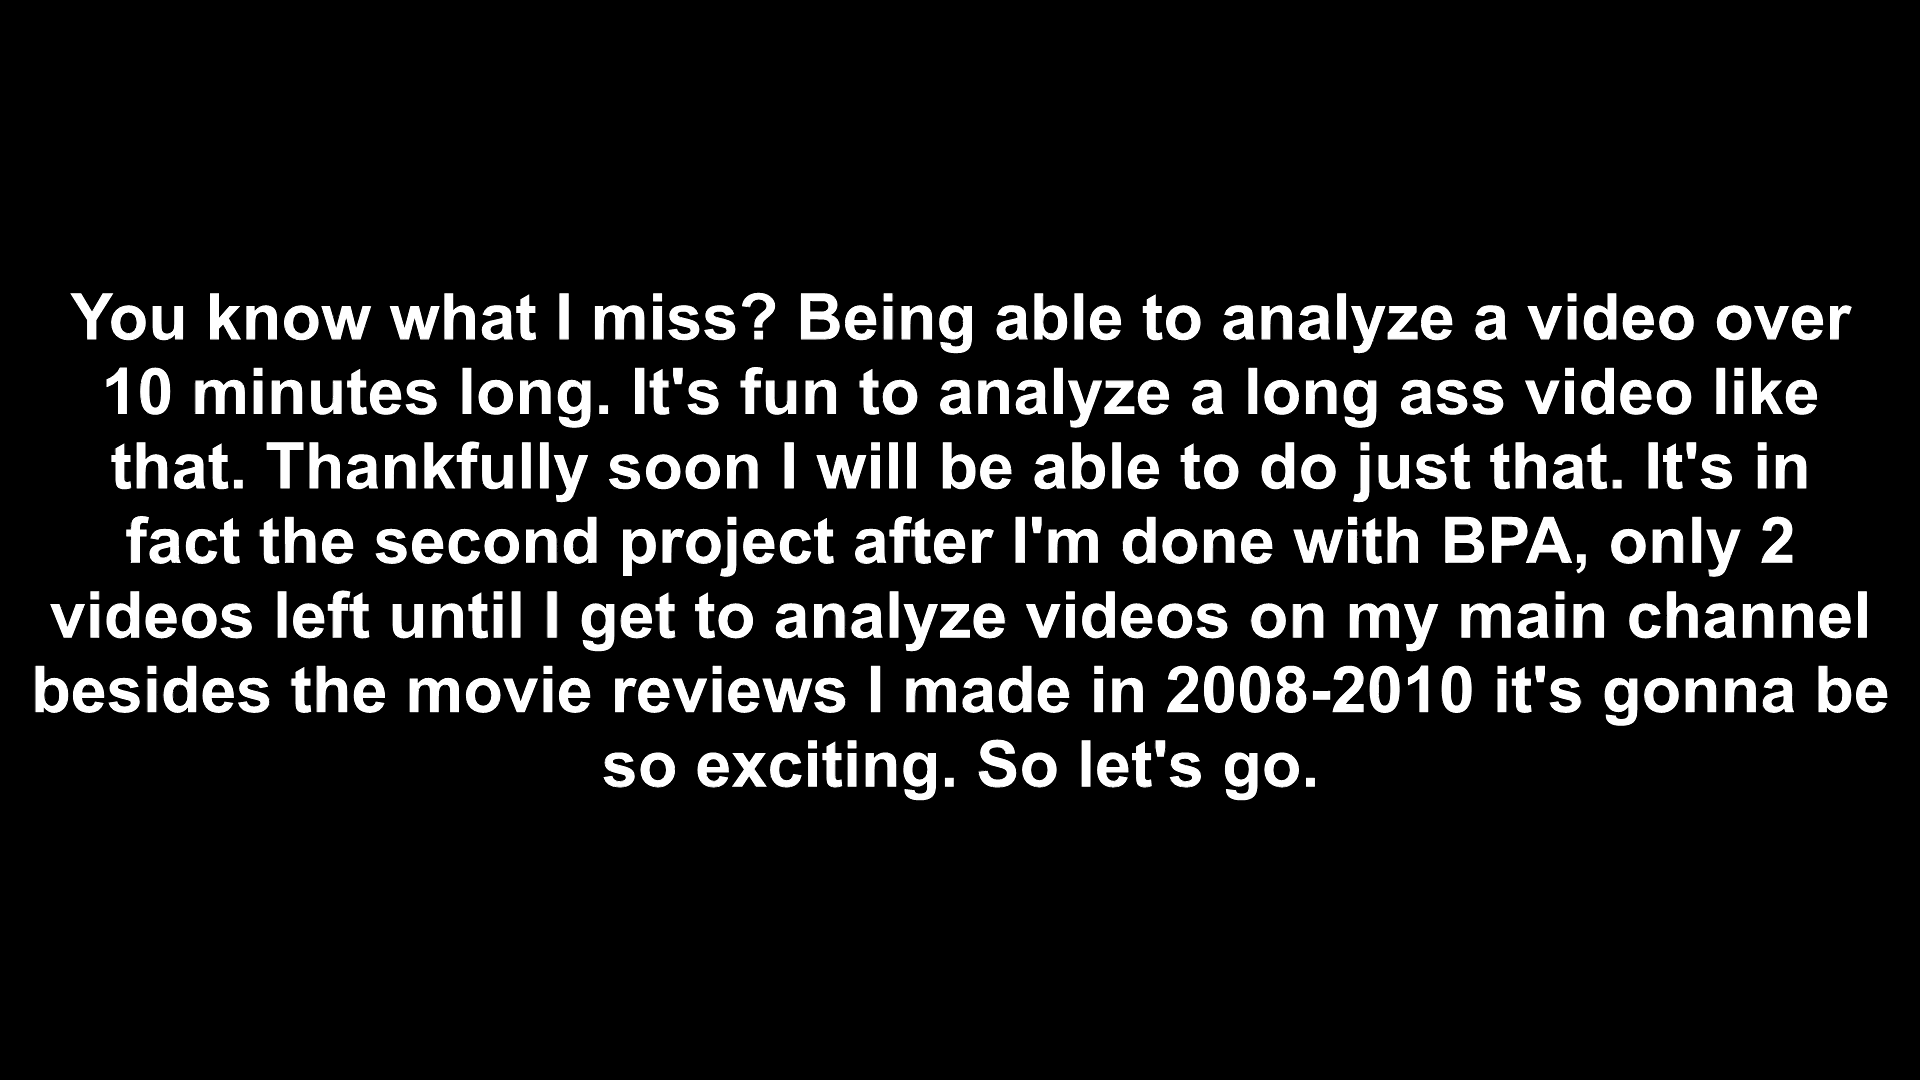 You know what I miss? Being able to analyze a video over
10 minutes long. It's fun to analyze a long ass video like
that. Thankfully soon I will be able to do just that. It's in
fact the second project after I'm done with BPA, only 2
videos left until I get to analyze videos on my main channel
besides the movie reviews I made in 2008-2010 it's gonna be
so exciting. So let's go.